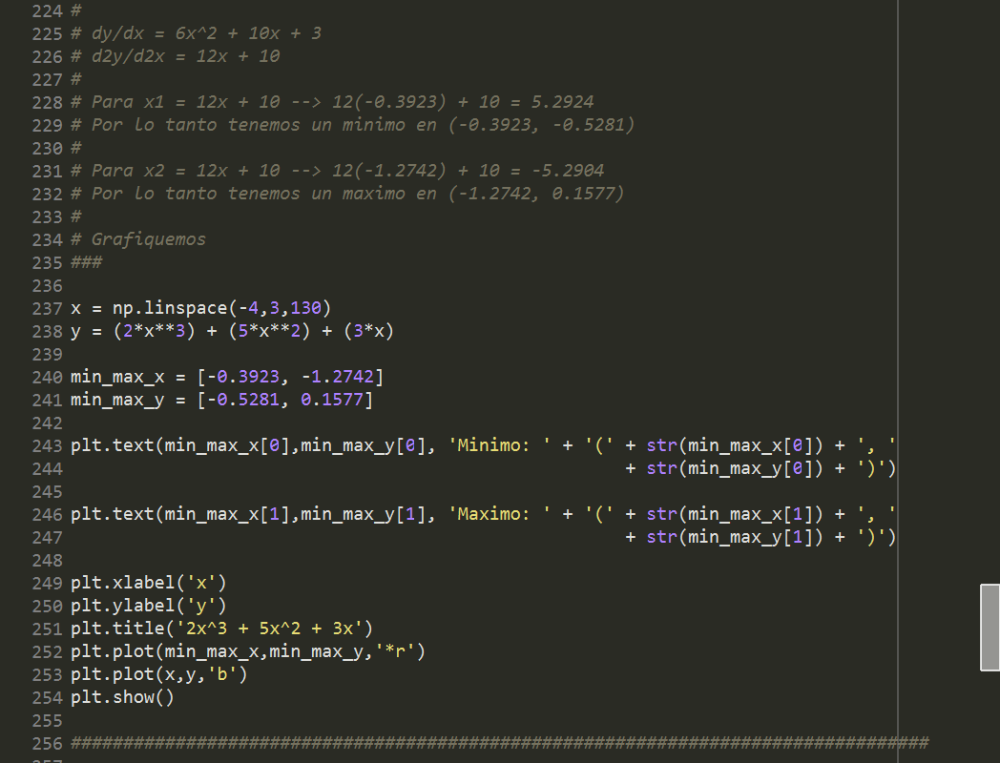 224 #
225 # dy/dx = 6x^2 + 10x + 3
226 # d2y/d2x = 12x + 10
227 #
228 # Para x1 = 12x + 10 --> 12(-0.3923) + 10 = 5.2924
229 # Por lo tanto tenemos un minimo en (-0.3923, -0.5281)
230 #
231 # Para x2 = 12x + 10 --> 12(-1.2742) + 10 = -5.2904
232 # Por lo tanto tenemos un maximo en (-1.2742, 0.1577)
233 #
234 # Grafiquemos
235 ###
236
237 x = np.linspace(-4,3,130)
238 y = (2*x**3) + (5*x**2) + (3*x)
239
240 min_max_x = [-0.3923, -1.2742]
241 min_max_y = [-0.5281, 0.1577]
242
243 plt.text(min_max_x[0],min_max_y[0], 'Minimo: ' + '(' + str(min_max_x[0]) + ', '
244                                                      + str(min_max_y[0]) + ')')
245
246 plt.text(min_max_x[1],min_max_y[1], 'Maximo: ' + '(' + str(min_max_x[1]) + ', '
247                                                      + str(min_max_y[1]) + ')')
248
249 plt.xlabel('x')
250 plt.ylabel('y')
251 plt.title('2x^3 + 5x^2 + 3x')
252 plt.plot(min_max_x,min_max_y,'*r')
253 plt.plot(x,y,'b')
254 plt.show()
255
256 ##################################################################################